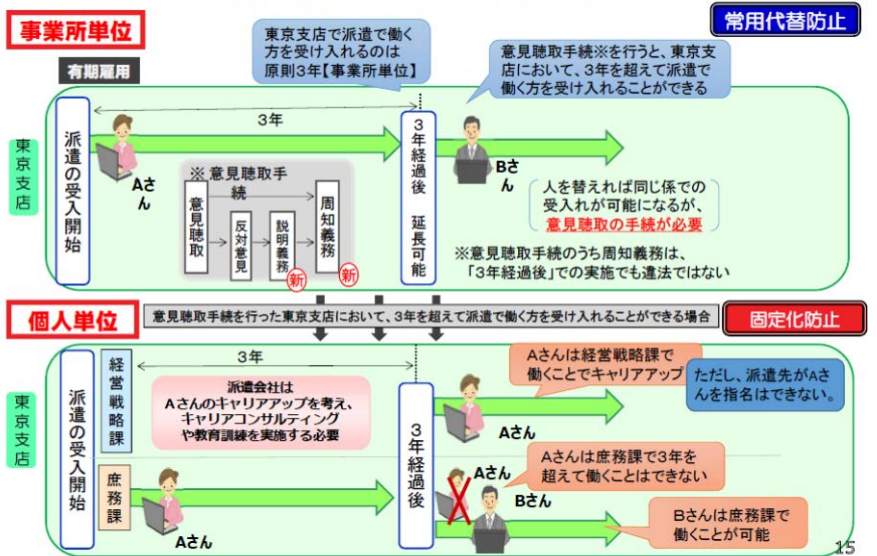 事業所単位
常用代替防止
東京支店で派遣で働く
方を受け入れるのは
原則3年【事業所単位】
意見聴取手続※を行うと、東京支
店において、3年を超えて派遣で
働く方を受け入れることができる
有期雇用
東京支店
派遣の受入開始
3年
Aさ
ん
※ 意見聴取手
続
意見聴取
反対意見
説明義務
新
周知義務
新
3年経過後 延長可能
Bさ
ん
人を替えれば同じ係での
受入れが可能になるが、
意見聴取の手続が必要
※意見聴取手続のうち周知義務は、
「3年経過後」での実施でも違法ではない
個人単位
意見聴取手続を行った東京支店において、3年を超えて派遣で働く方を受け入れることができる場合
固定化防止
東京支店
派遣の受入開始
経営戦略課
3年
派遣会社は
Aさんのキャリアアップを考え、
キャリアコンサルティング
や教育訓練を実施する必要
庶務課
Aさん
3年経過後
Aさんは経営戦略課で
働くことでキャリアアップ
ただし、派遣先がAさ
んを指名はできない。
Aさん
Aさんは庶務課で3年を
超えて働くことはできない
Aさん
Bさん
Bさんは庶務課で
働くことが可能
15